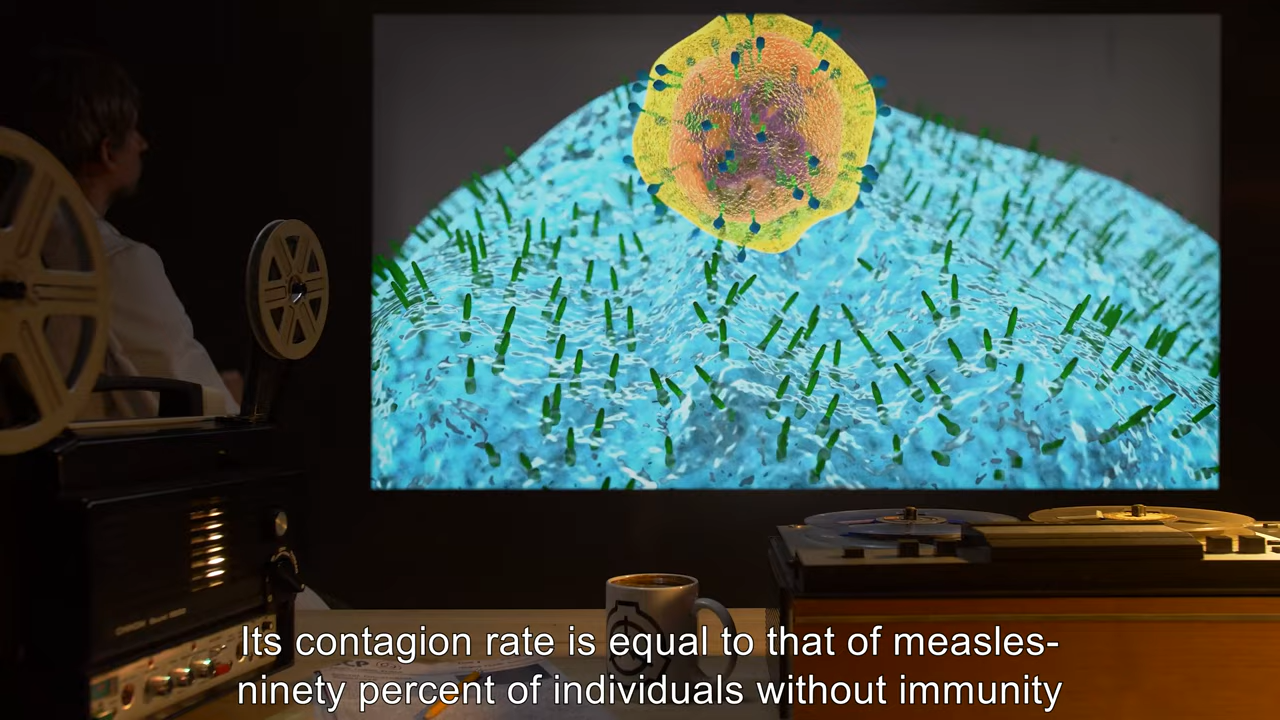 Its contagion rate is equal to that of measles-
ninety percent of individuals without immunity